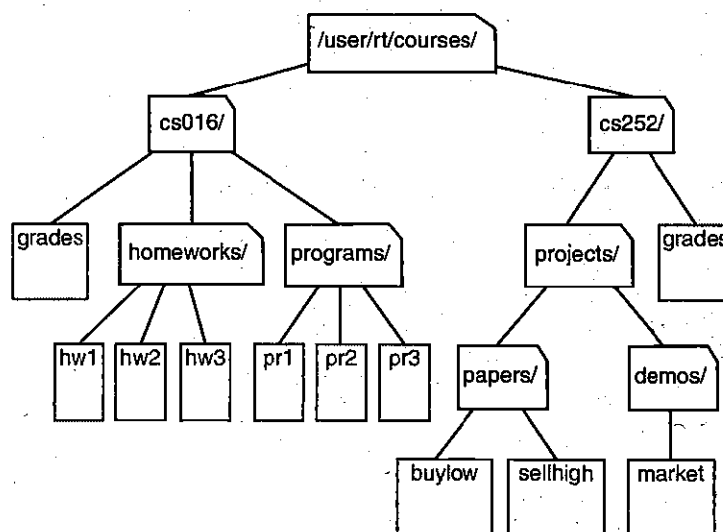 /user/rt/courses/
cs016/
cs252/
grades
homeworks/
programs/
projects/
grades
hw1
hw2
hw3
pr1
pr2
pr3
papers/
demos/
buylow
sellhigh
market